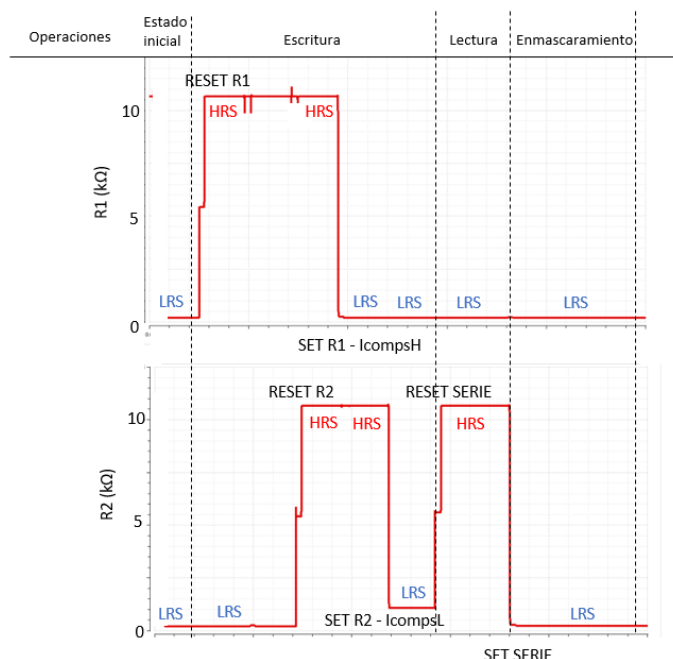 Operaciones
Estado
inicial
Escritura
Lectura
Enmascaramiento
RESET R1
10
HRS
HRS
R1 (kΩ)
5
LRS
LRS
LRS
LRS
LRS
0
SET R1 - IcompsH
RESET R2
RESET SERIE
10
HRS
HRS
HRS
R2 (kΩ)
5
LRS
LRS
LRS
LRS
SET R2 - IcompsL
0
SET SERIE